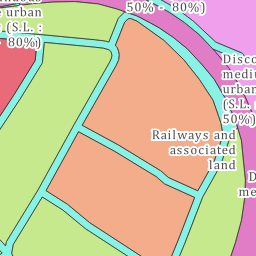 e urban
(S.L. :
80%)
50% - 80%)
Disco
medi
urban
(S.L.
50%)
Railways and
associated
land
D
me